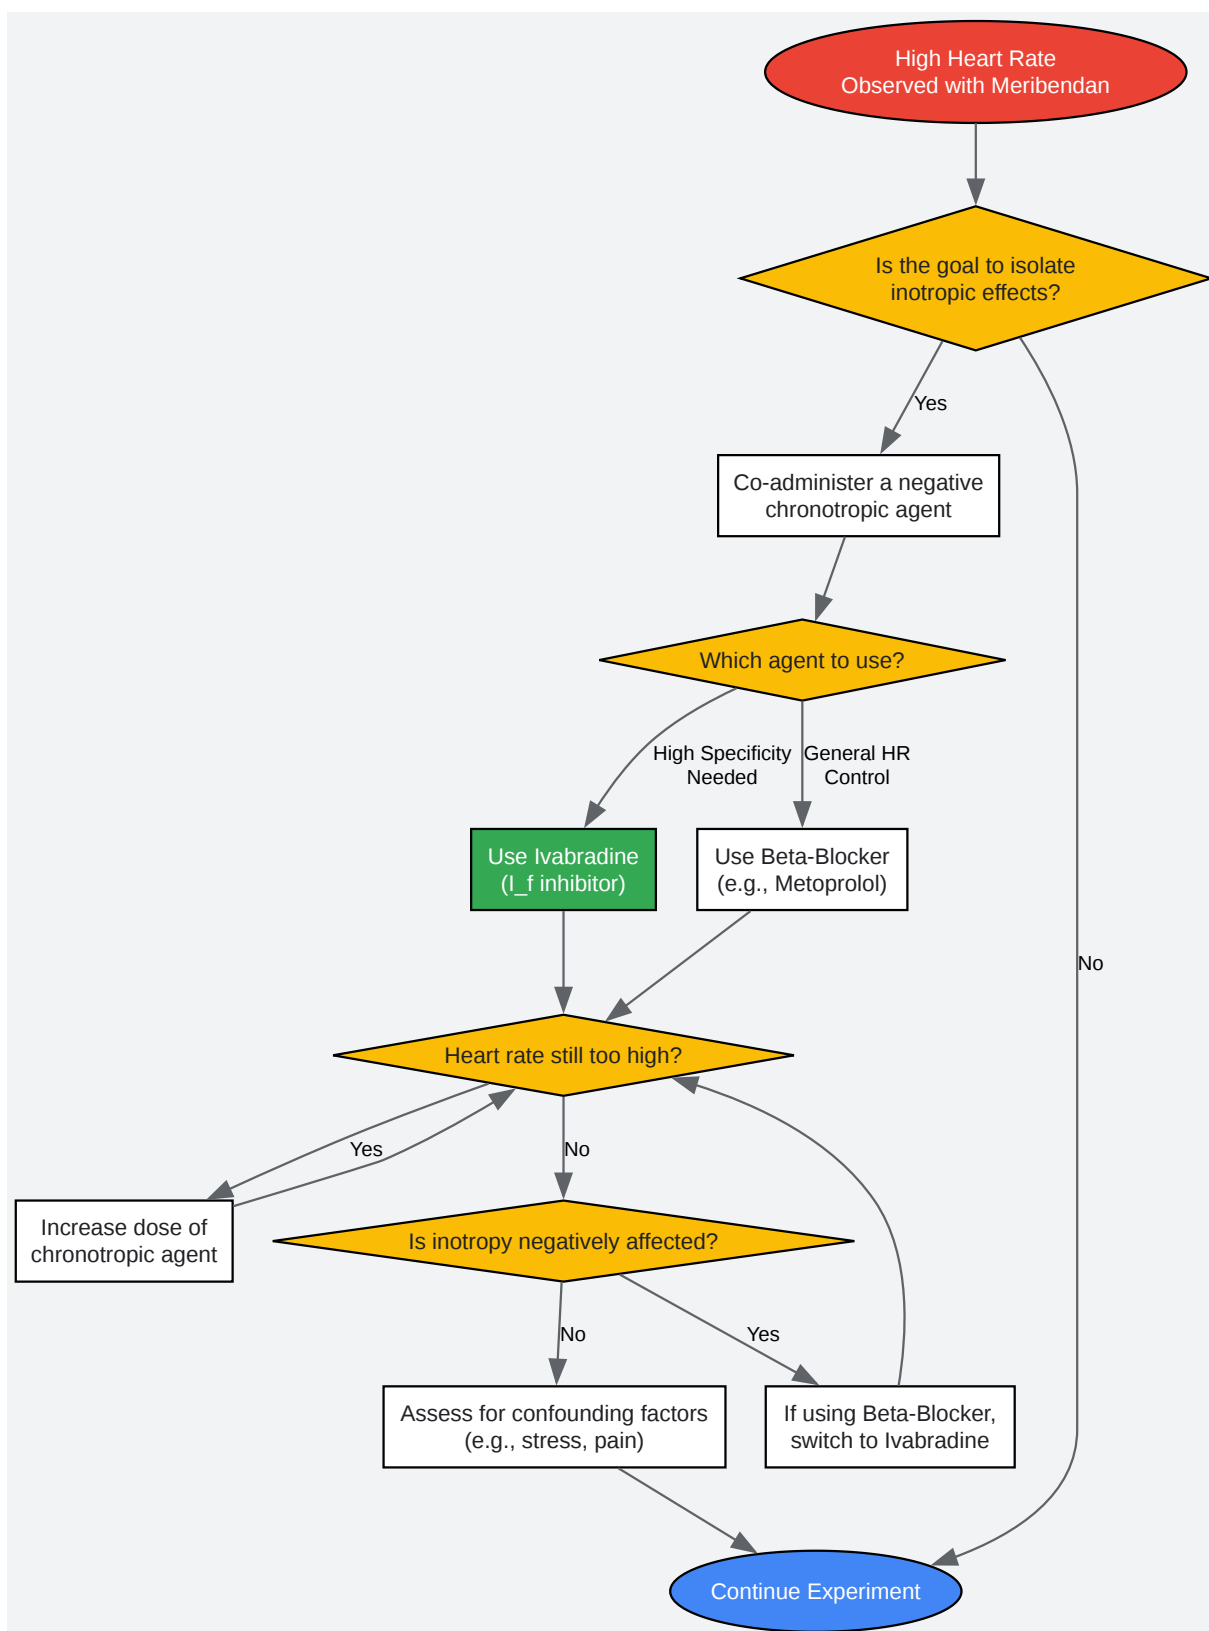 High Heart Rate
Observed with Meribendan
Is the goal to isolate
inotropic effects?
Yes
Co-administer a negative
chronotropic agent
Which agent to use?
High Specificity
Needed
General HR
Control
Use Ivabradine
(I_f inhibitor)
Use Beta-Blocker
(e.g., Metoprolol)
No
Heart rate still too high?
Yes
No
Increase dose of
chronotropic agent
Is inotropy negatively affected?
No
Yes
Assess for confounding factors
(e.g., stress, pain)
If using Beta-Blocker,
switch to Ivabradine
Continue Experiment